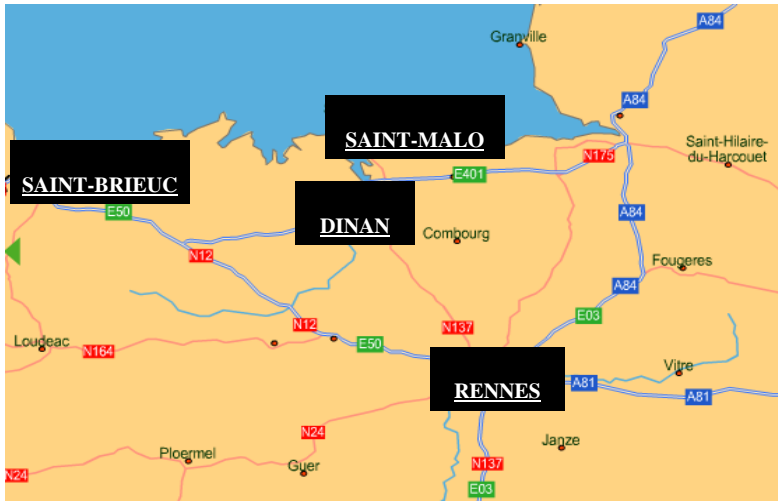 A84
Granville
A84
SAINT-MALO
Saint-Hilaire-
du-Harcouet
N175
SAINT-BRIEUC
E401
E50
A84
DINAN
Combourg
N12
Fougeres
A84
E03
N12
N137
Loudeac
N164
E50
Vitre
RENNES
A81
A81
N24
Janze
Ploermel
Guer
N137
N24
E03